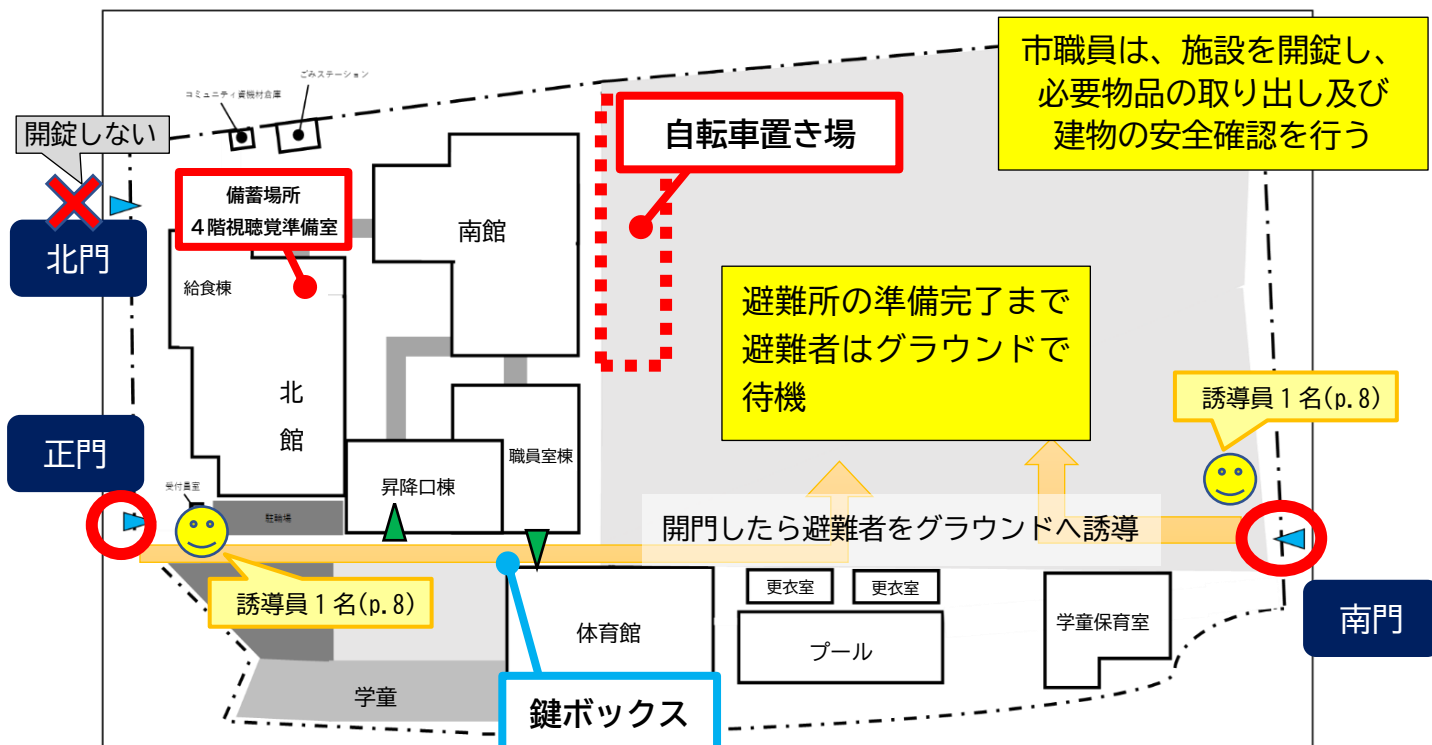 ごみステーション
コミュニティ資機材倉庫
市職員は、施設を開錠し、
必要物品の取り出し及び
建物の安全確認を行う
開錠しない
自転車置き場
備蓄場所
4階視聴覚準備室
北門
南館
給食棟
避難所の準備完了まで
避難者はグラウンドで
待機
誘導員1名(p.8)
北
館
正門
職員室棟
昇降口棟
受付員室
駐輪場
開門したら避難者をグラウンドへ誘導
誘導員1名(p.8)
更衣室
更衣室
体育館
プール
学童保育室
南門
学童
鍵ボックス